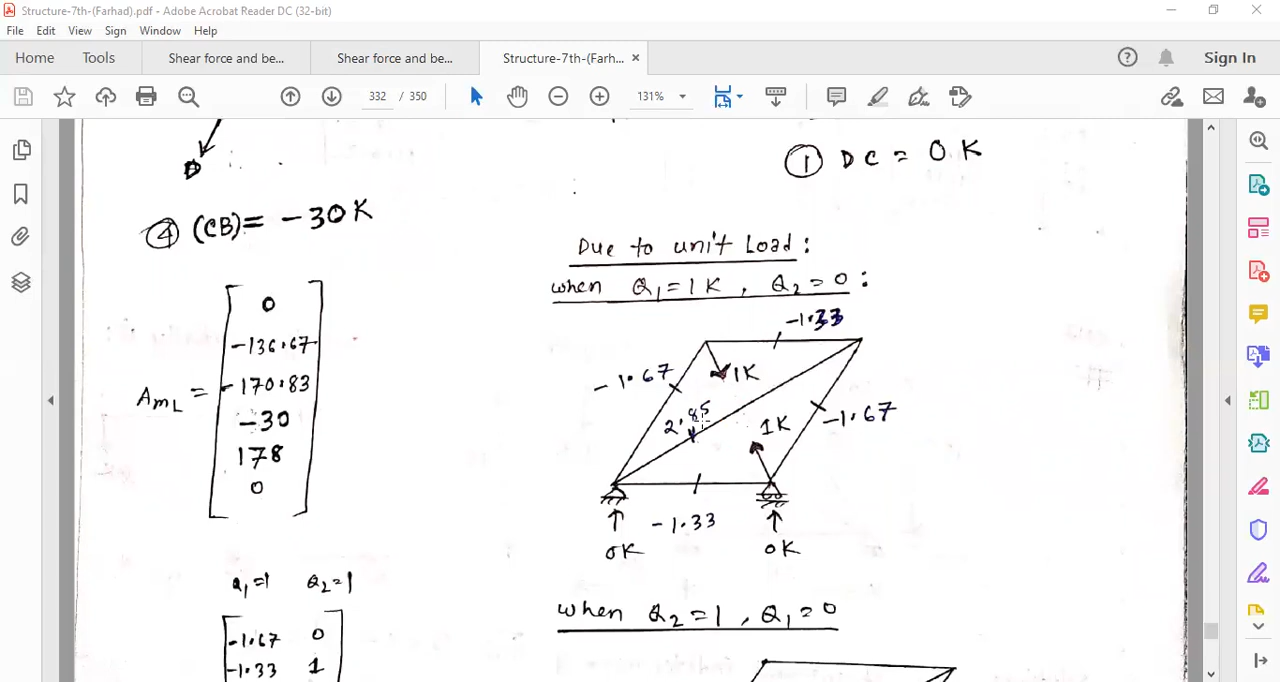 Structure-7th-(Farhad).pdf - Adobe Acrobat Reader DC (32-bit)
File Edit View Sign Window Help
Home Tools Shear force and be... Shear force and be... Structure-7th-(Farh... × Sign In
332 / 350 131%
D
① DC = 0 K
④ (CB) = -30 K
Due to unit Load :
when Q1 = 1 K , Q2 = 0 :
-1.33
-1.67
1K
2.85
1K
-1.67
-1.33
0K
0K
AmL =
0
-136.67
-170.83
-30
178
0
Q1=1 Q2=1
-1.67 0
-1.33 1
when Q2 = 1 , Q1 = 0